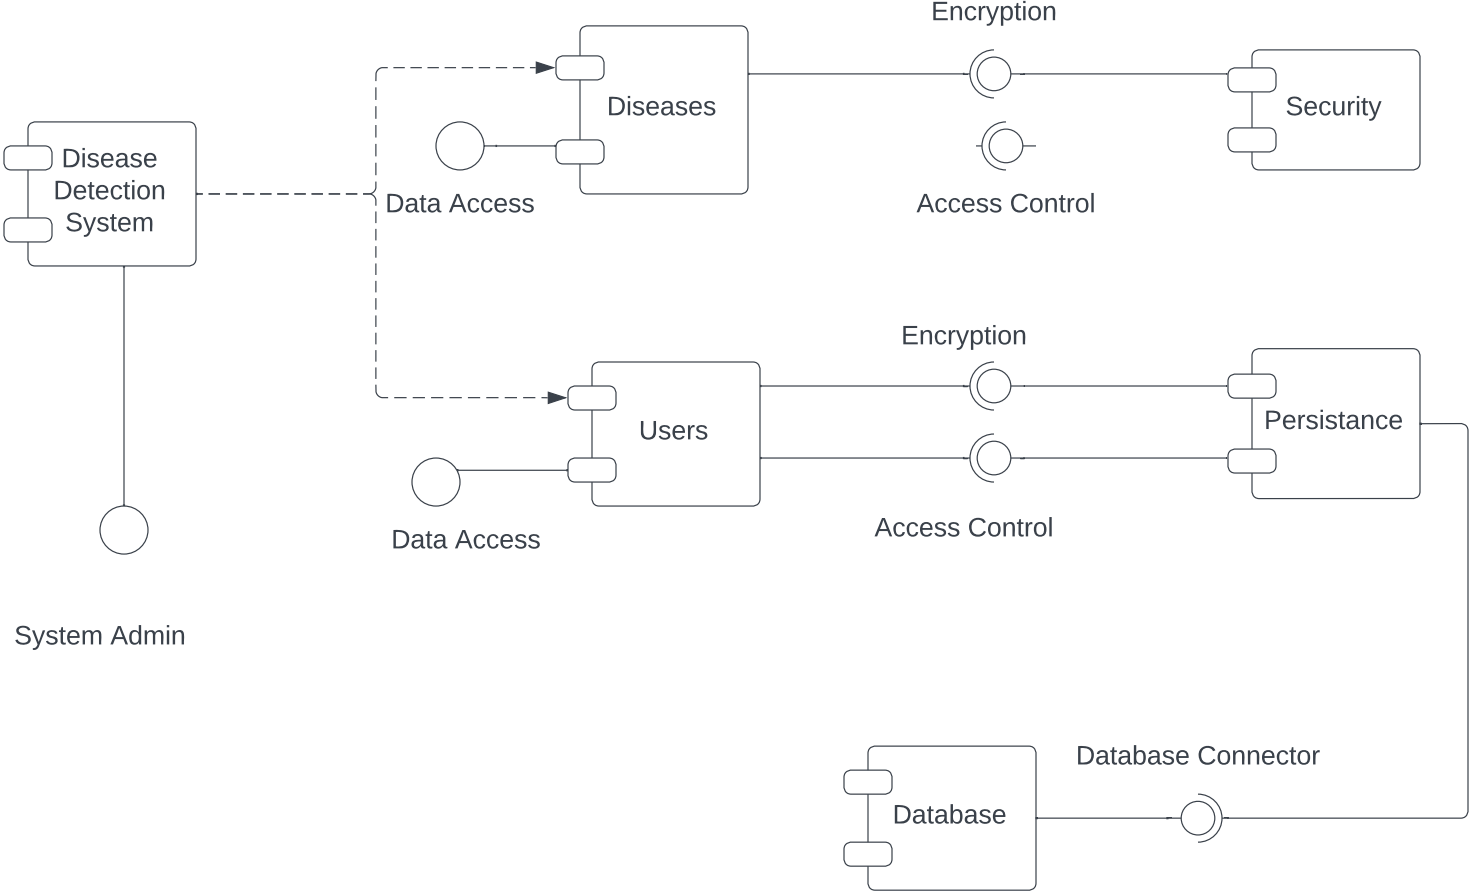 Encryption
Diseases
Security
Disease
Detection
System
Data Access
Access Control
Encryption
Users
Persistance
Data Access
Access Control
System Admin
Database Connector
Database